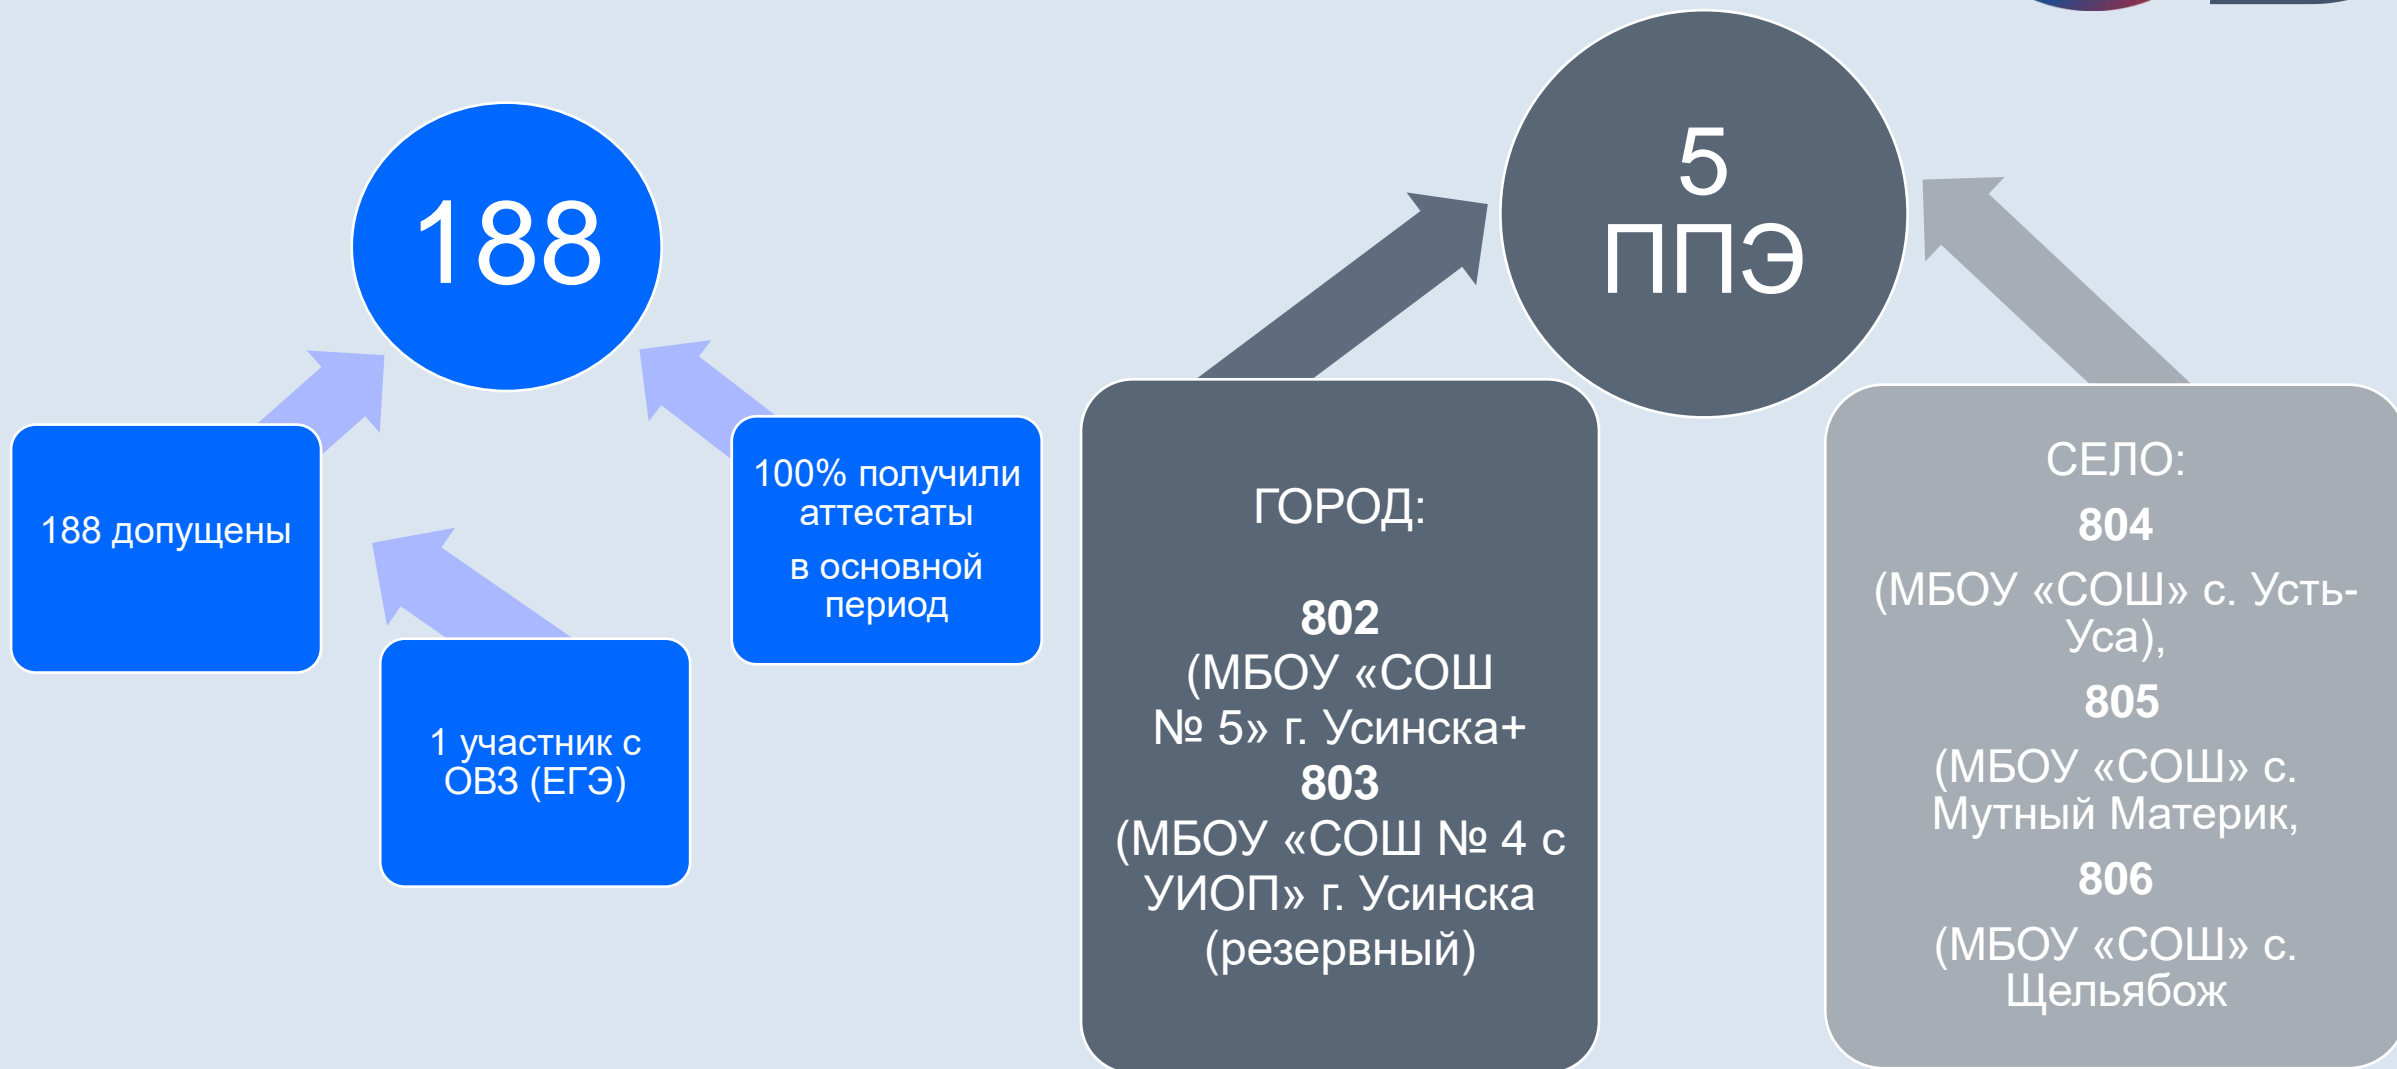 188
188 допущены
1 участник с
ОВЗ (ЕГЭ)
100% получили
аттестаты
в основной
период
5
ППЭ
ГОРОД:
802
(МБОУ «СОШ
№ 5» г. Усинска+
803
(МБОУ «СОШ № 4 с
УИОП» г. Усинска
(резервный)
СЕЛО:
804
(МБОУ «СОШ» с. Усть-
Уса),
805
(МБОУ «СОШ» с.
Мутный Материк,
806
(МБОУ «СОШ» с.
Щельябож